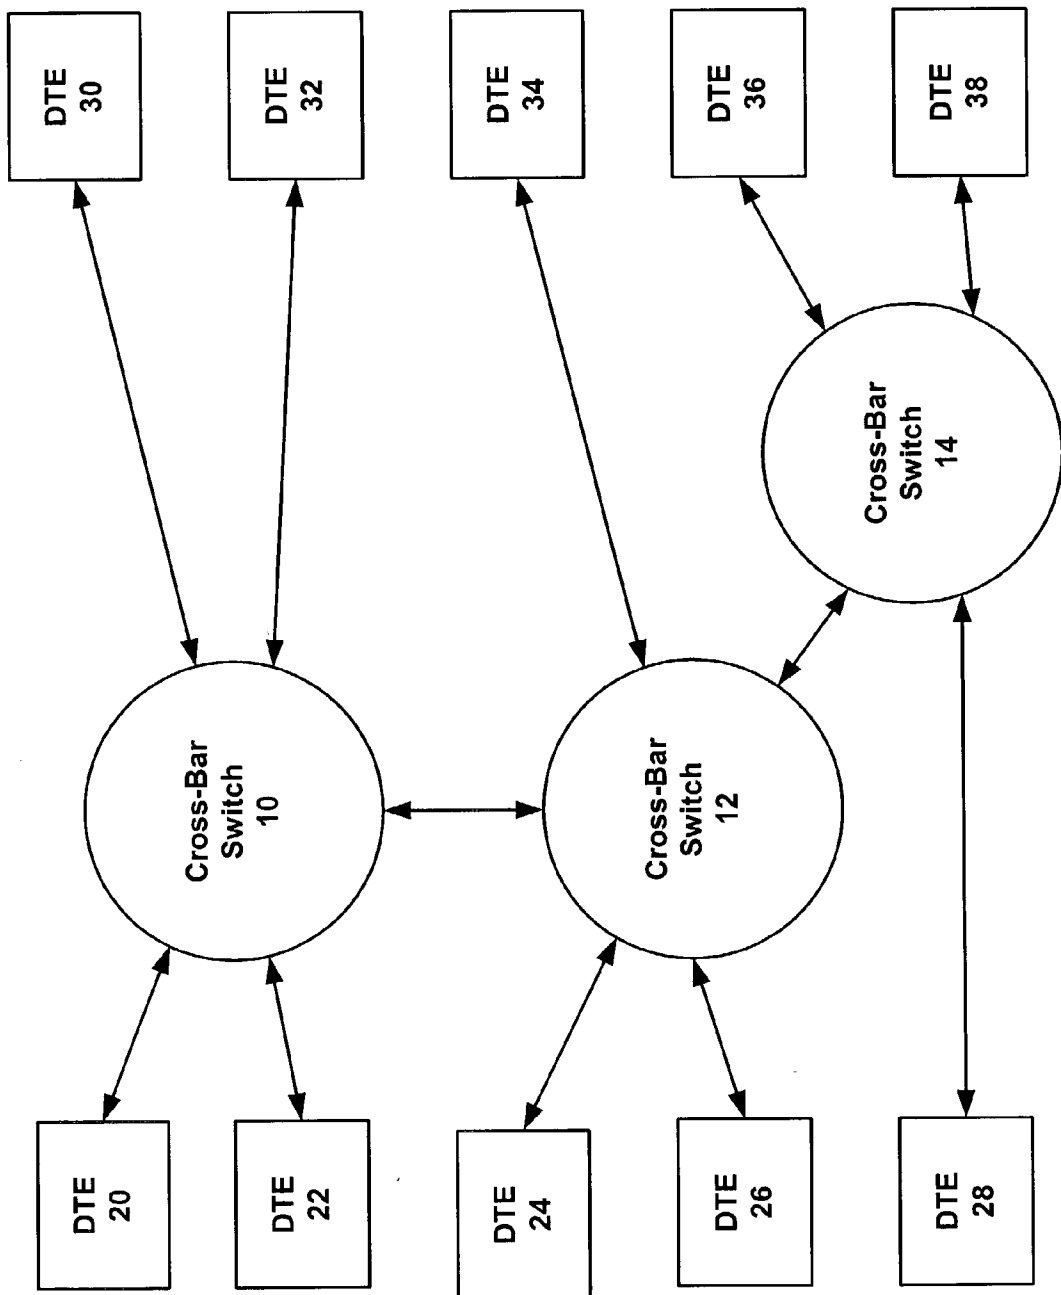 DTE
30
DTE
32
DTE
34
DTE
36
DTE
38
Cross-Bar
Switch
10
Cross-Bar
Switch
12
Cross-Bar
Switch
14
DTE
20
DTE
22
DTE
24
DTE
26
DTE
28